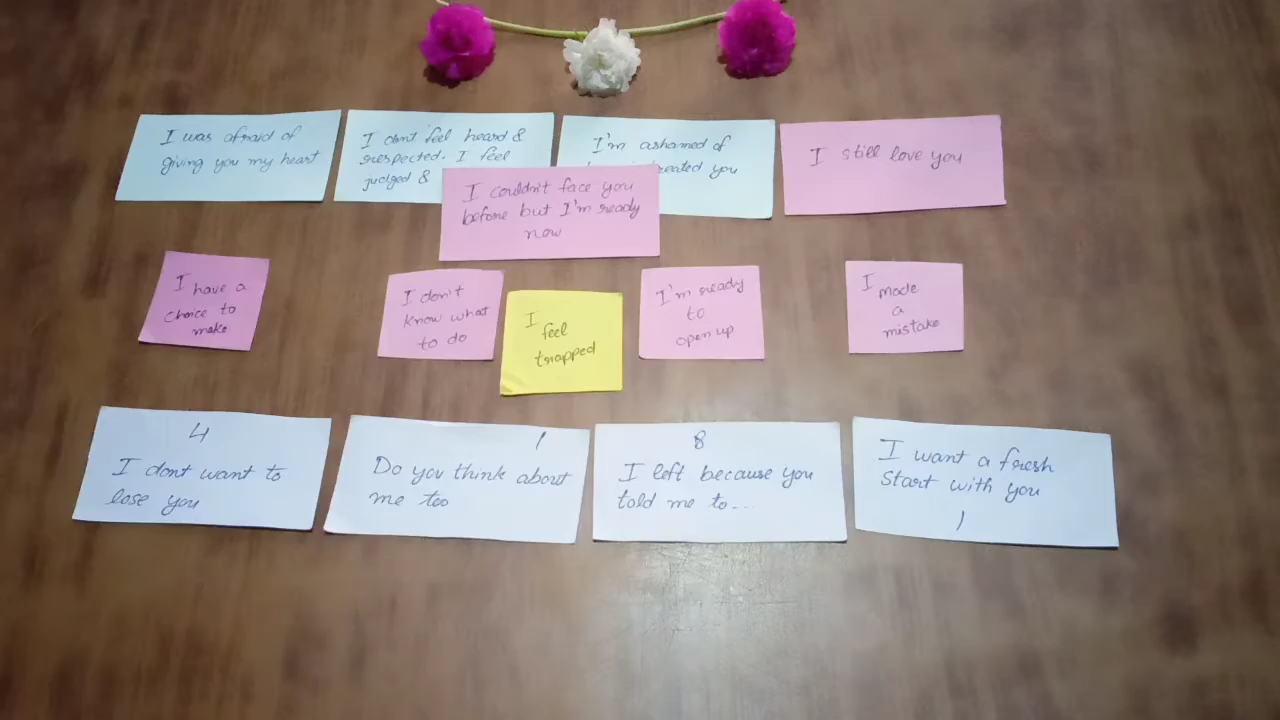 I was afraid of
giving you my heart
I don't feel heard &
respected. I feel
judged &
I'm ashamed of
treated you
I still love you
I couldn't face you
before but I'm ready
now
I have a
choice to
make
I don't
know what
to do
I
feel
trapped
I'm ready
to
open up
I
made
a
mistake
4
I dont want to
lose you
1
Do you think about
me too
8
I left because you
told me to...
I want a fresh
start with you
1